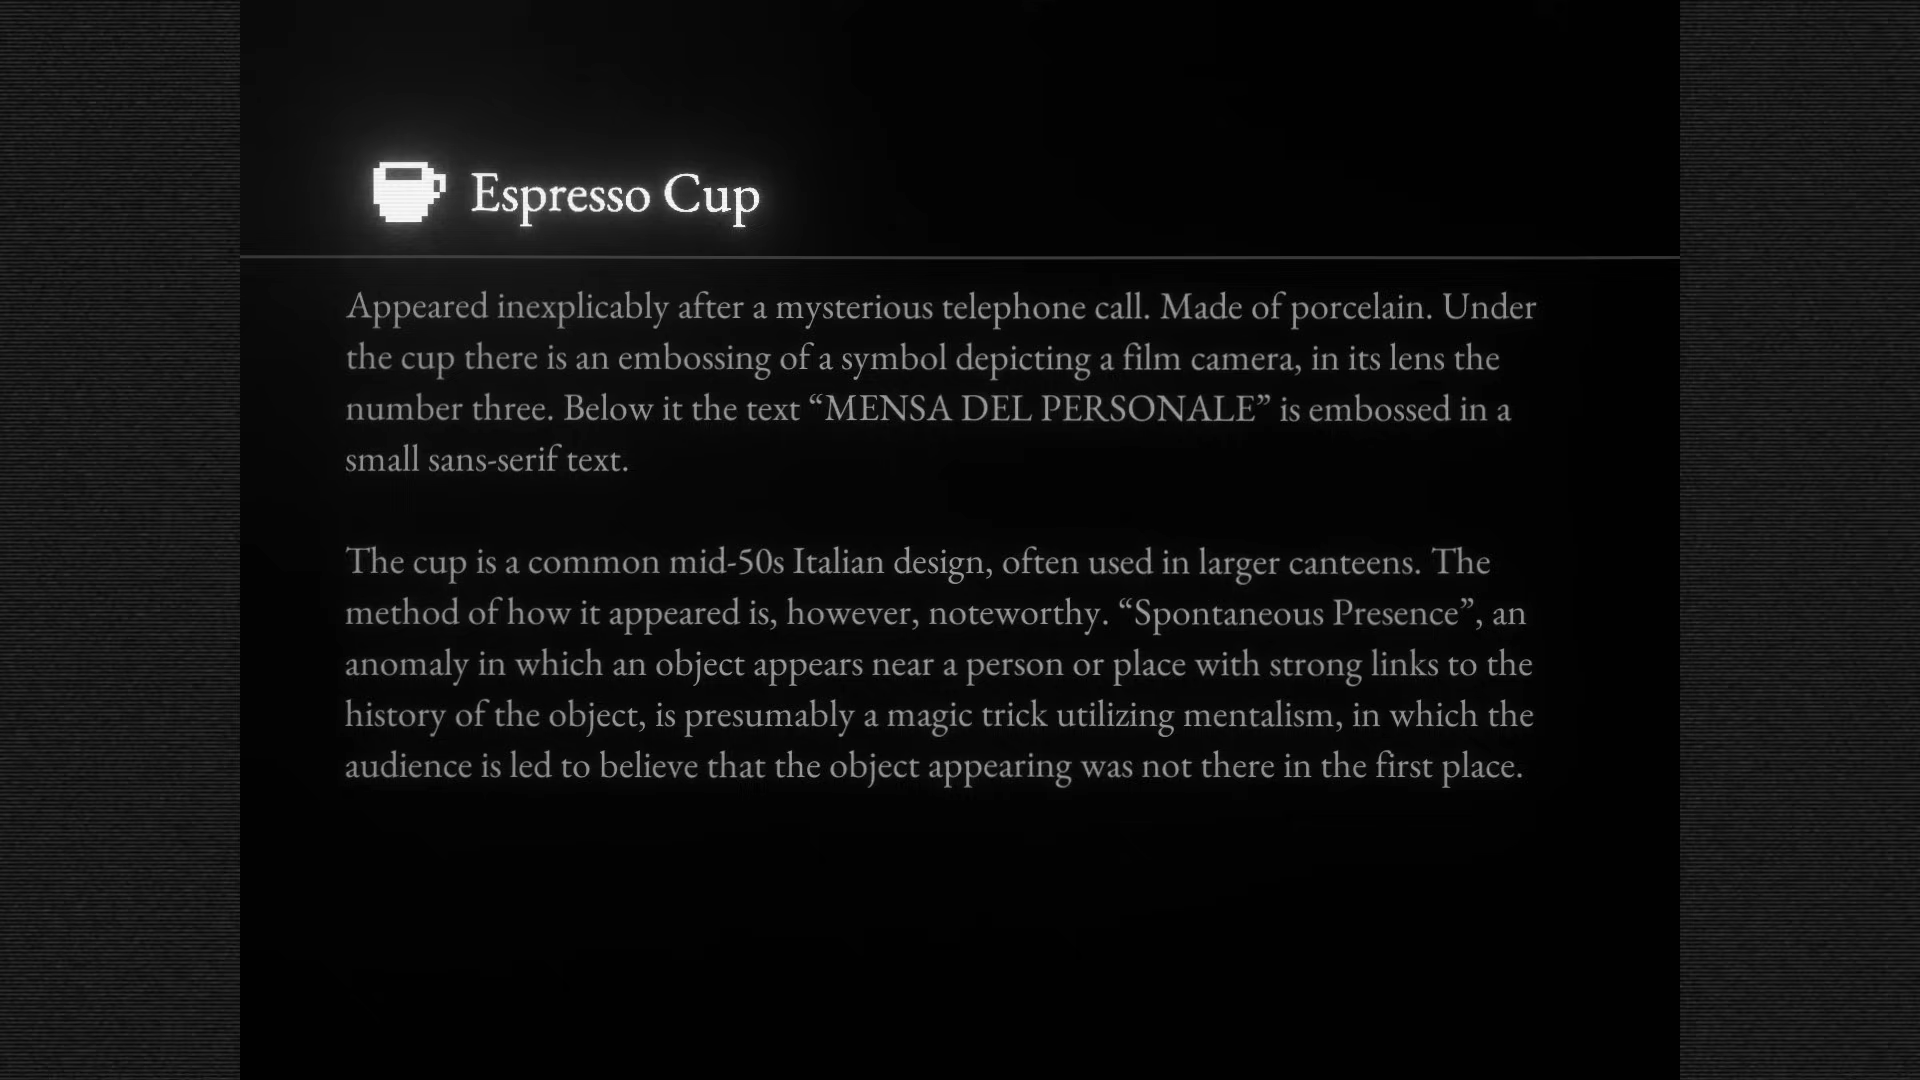 Espresso Cup
Appeared inexplicably after a mysterious telephone call. Made of porcelain. Under
the cup there is an embossing of a symbol depicting a film camera, in its lens the
number three. Below it the text “MENSA DEL PERSONALE” is embossed in a
small sans-serif text.
The cup is a common mid-50s Italian design, often used in larger canteens. The
method of how it appeared is, however, noteworthy. “Spontaneous Presence”, an
anomaly in which an object appears near a person or place with strong links to the
history of the object, is presumably a magic trick utilizing mentalism, in which the
audience is led to believe that the object appearing was not there in the first place.